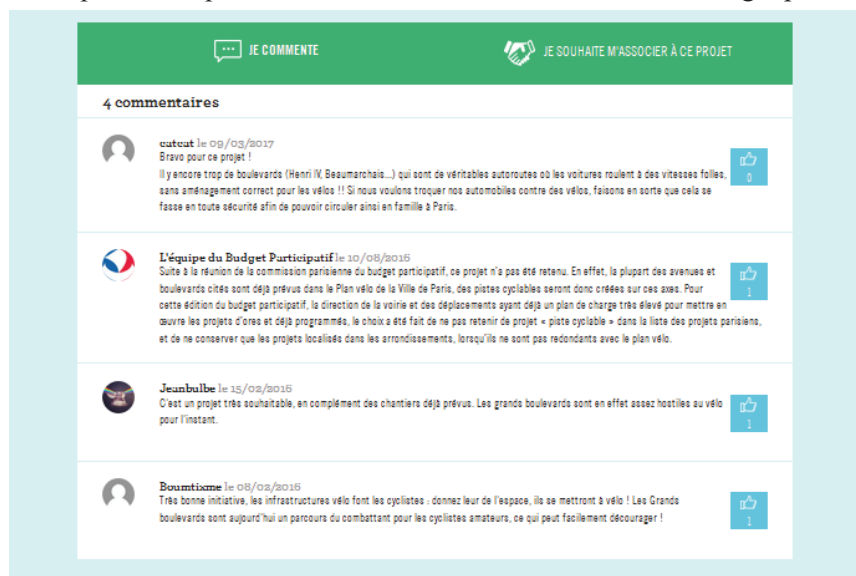 JE COMMENTE
JE SOUHAITE M'ASSOCIER À CE PROJET
4 commentaires
catcat le 09/03/2017
Bravo pour ce projet !
Il y encore trop de boulevards (Henri IV, Beaumarchais...) qui sont de véritables autoroutes où les voitures roulent à des vitesses folles,
sans aménagement correct pour les vélos !! Si nous voulons troquer nos automobiles contre des vélos, faisons en sorte que cela se
fasse en toute sécurité afin de pouvoir circuler ainsi en famille à Paris.
0
L'équipe du Budget Participatif le 10/08/2016
Suite à la réunion de la commission parisienne du budget participatif, ce projet n'a pas été retenu. En effet, la plupart des avenues et
boulevards cités sont déjà prévus dans le Plan vélo de la Ville de Paris, des pistes cyclables seront donc créées sur ces axes. Pour
cette édition du budget participatif, la direction de la voirie et des déplacements ayant déjà un plan de charge très élevé pour mettre en
œuvre les projets d'ores et déjà programmés, le choix a été fait de ne pas retenir de projet « piste cyclable » dans la liste des projets parisiens,
et de ne conserver que les projets localisés dans les arrondissements, lorsqu'ils ne sont pas redondants avec le plan vélo.
1
Jeanbulbe le 15/02/2016
C'est un projet très souhaitable, en complément des chantiers déjà prévus. Les grands boulevards sont en effet assez hostiles au vélo
pour l'instant.
1
Boumtixme le 08/02/2016
Très bonne initiative, les infrastructures vélo font les cyclistes : donnez leur de l'espace, ils se mettront à vélo ! Les Grands
boulevards sont aujourd'hui un parcours du combattant pour les cyclistes amateurs, ce qui peut facilement décourager !
1